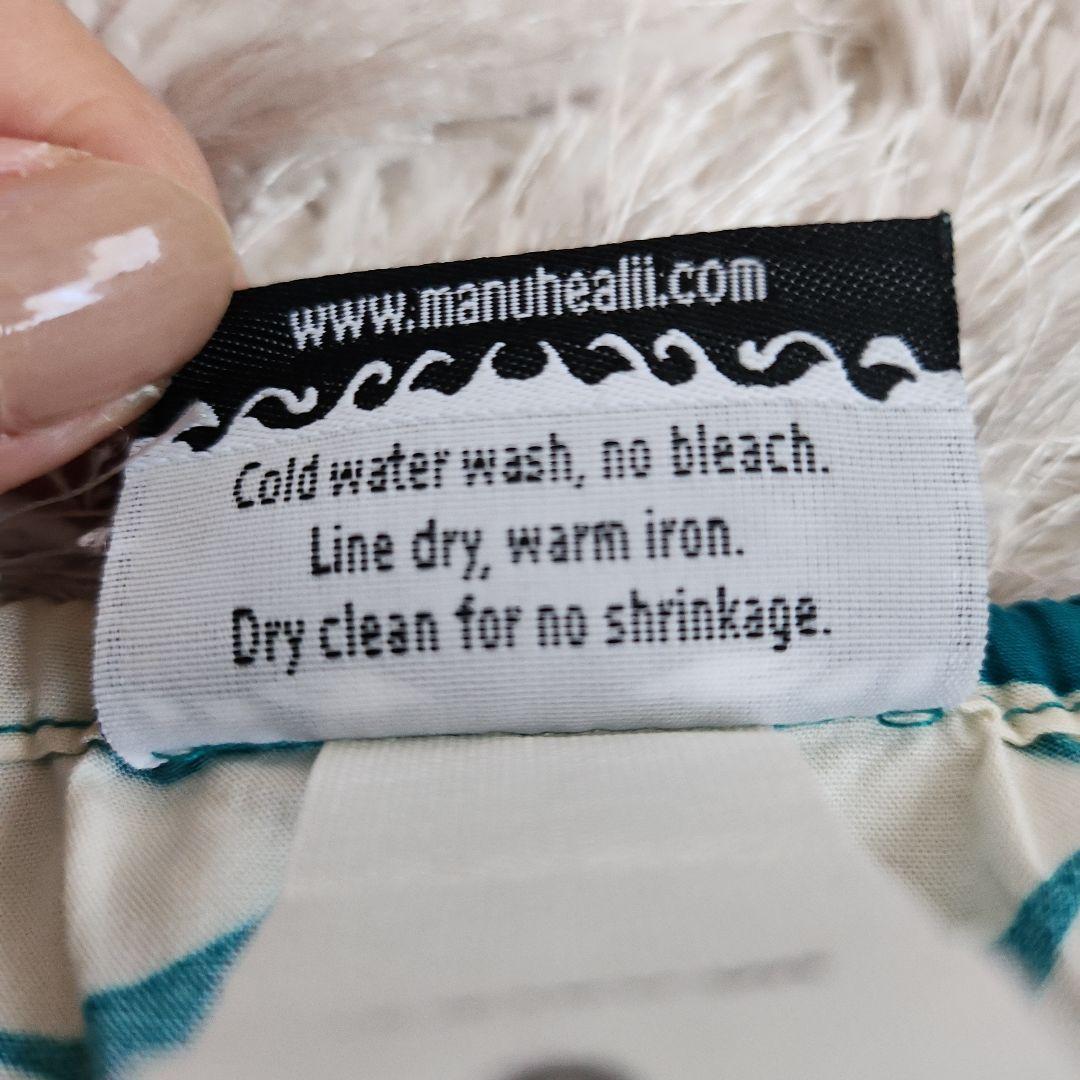 www.manuhealii.com
Cold water wash, no bleach.
Line dry, warm iron.
Dry clean for no shrinkage.